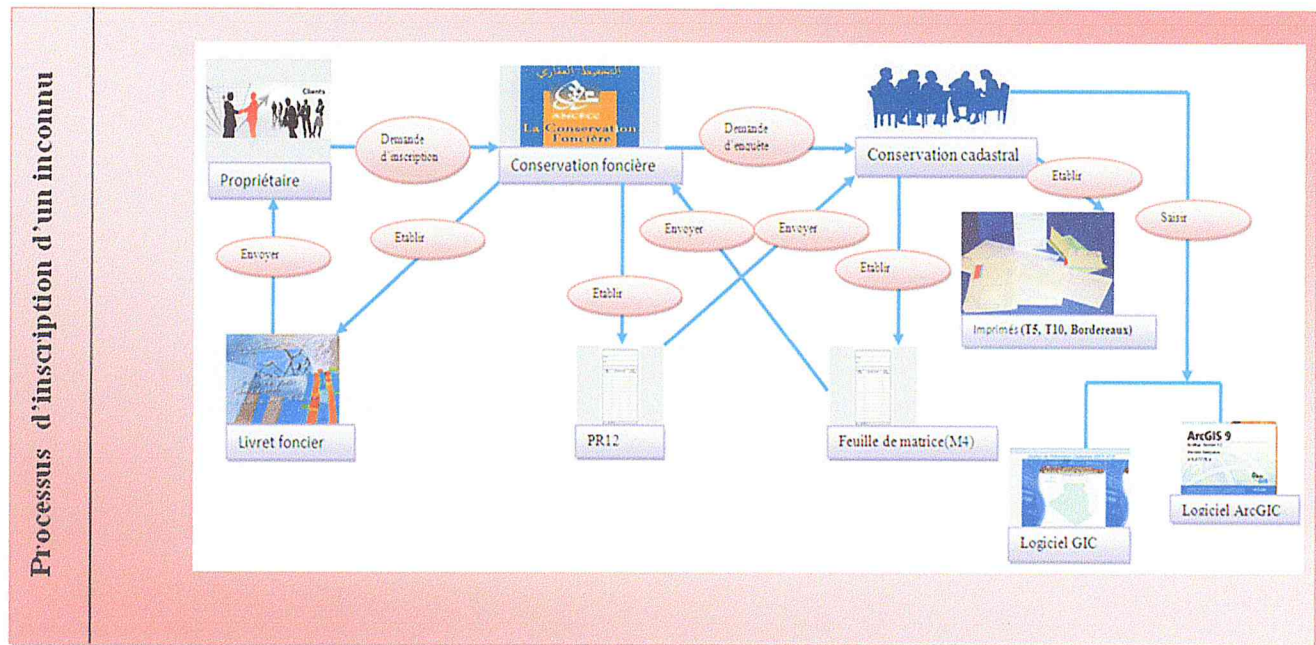 Processus d'inscription d'un inconnu
Clients
Propriétaire
Demande
d'inscription
La Conservation
Foncière
Conservation foncière
Demande
d'enquête
Conservation cadastral
Etablir
Saisir
Envoyer
Etablir
Envoyer
Envoyer
Etablir
Etablir
Imprimés (T5, T10, Bordereaux)
Livret foncier
PR12
Feuille de matrice(M4)
ArcGIS 9
Logiciel ArcGIC
Logiciel GIC